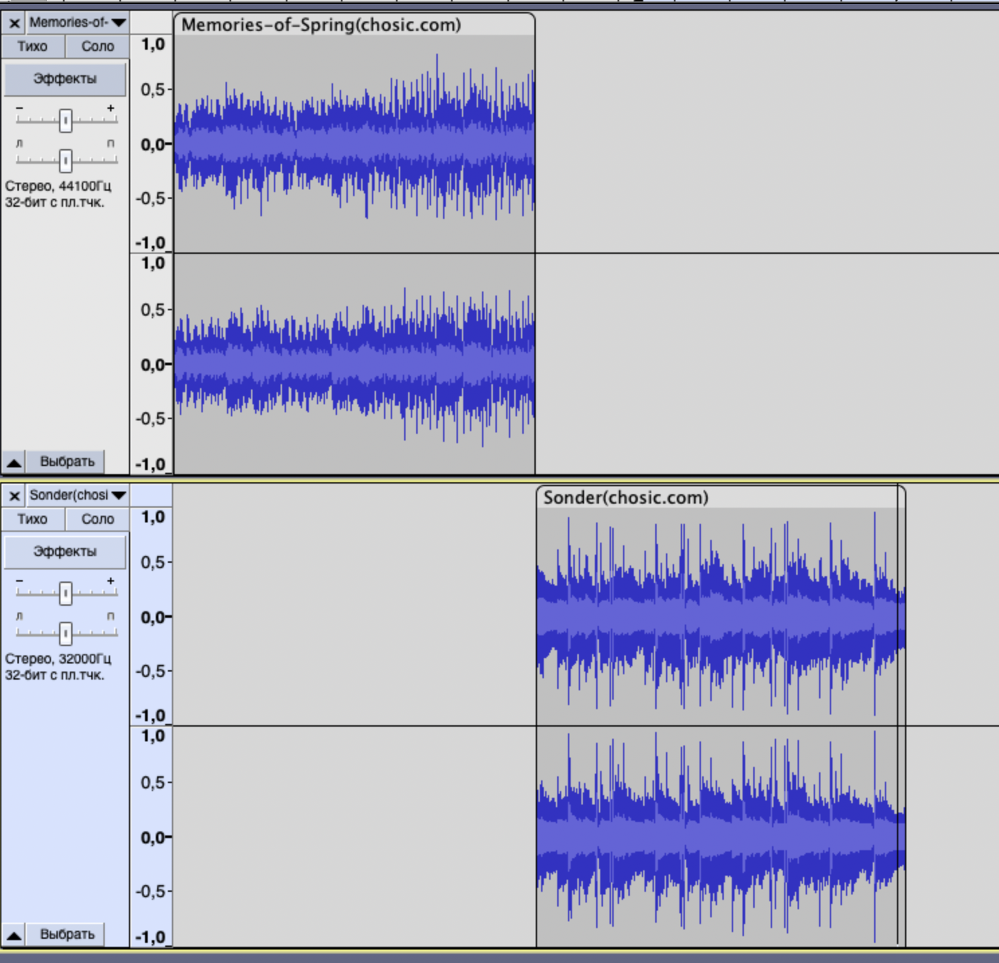 Memories-of-
Memories-of-Spring(chosic.com)
Тихо
Соло
Эффекты
-
+
л
п
Стерео, 44100Гц
32-бит с пл.тчк.
Выбрать
1,0
0,5-
0,0-
-0,5-
-1,0
1,0
0,5-
0,0-
-0,5-
-1,0
Sonder(chosi
Sonder(chosic.com)
Тихо
Соло
Эффекты
-
+
л
п
Стерео, 32000Гц
32-бит с пл.тчк.
Выбрать
1,0
0,5-
0,0-
-0,5-
-1,0
1,0
0,5-
0,0-
-0,5-
-1,0